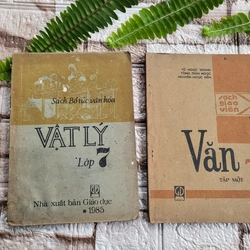 Sách Bổ túc văn hóa
VẬT LÝ
Lớp 7
Nhà xuất bản Giáo dục
1985
sách
giáo
viên
Văn
TẬP MỘT